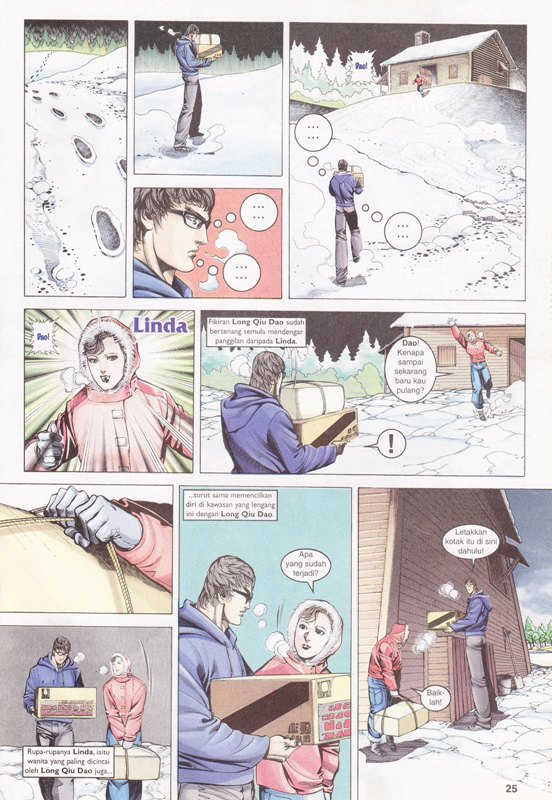 Dao!
... ...
... ...
... ...
... ...
Dao!
Linda
Fikiran Long Qiu Dao sudah
bertenang semula mendengar
panggilan daripada Linda.
Dao!
Kenapa
sampai
sekarang
baru kau
pulang?
!
...turut sama memencilkan
diri di kawasan yang lengang
ini dengan Long Qiu Dao.
Apa
yang sudah
terjadi?
Rupa-rupanya Linda, iaitu
wanita yang paling dicintai
oleh Long Qiu Dao juga...
Letakkan
kotak itu di sini
dahulu!
Baik-
lah!
25